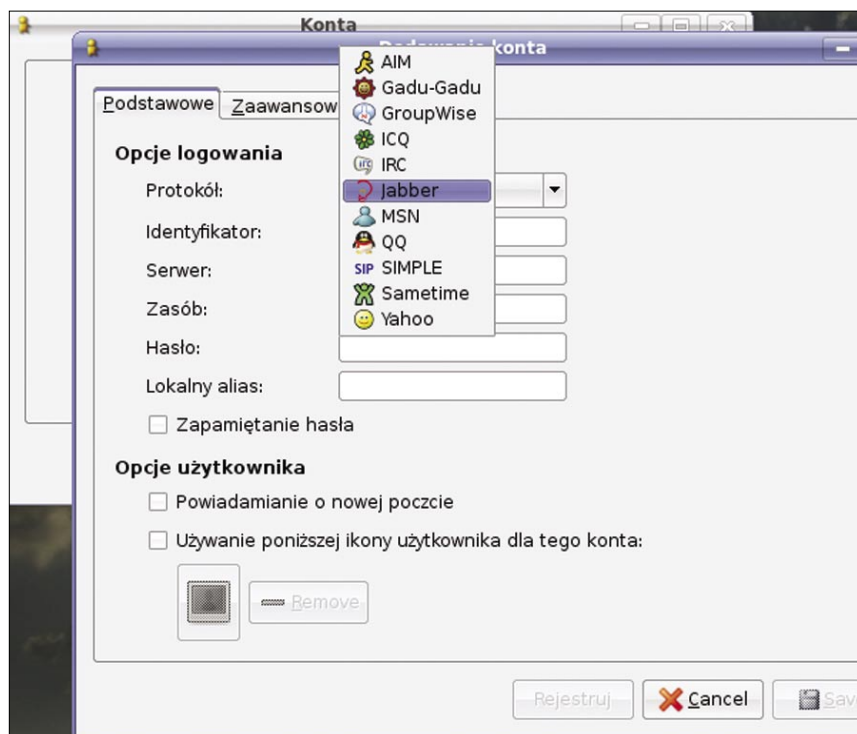 Konta
konta
AIM
Gadu-Gadu
GroupWise
ICQ
IRC
Jabber
MSN
QQ
SIP SIMPLE
Sametime
Yahoo
Podstawowe Zaawansow
Opcje logowania
Protokół:
Identyfikator:
Serwer:
Zasób:
Hasło:
Lokalny alias:
Zapamiętanie hasła
Opcje użytkownika
Powiadamianie o nowej poczcie
Używanie poniższej ikony użytkownika dla tego konta:
Remove
Rejestruj Cancel Sav